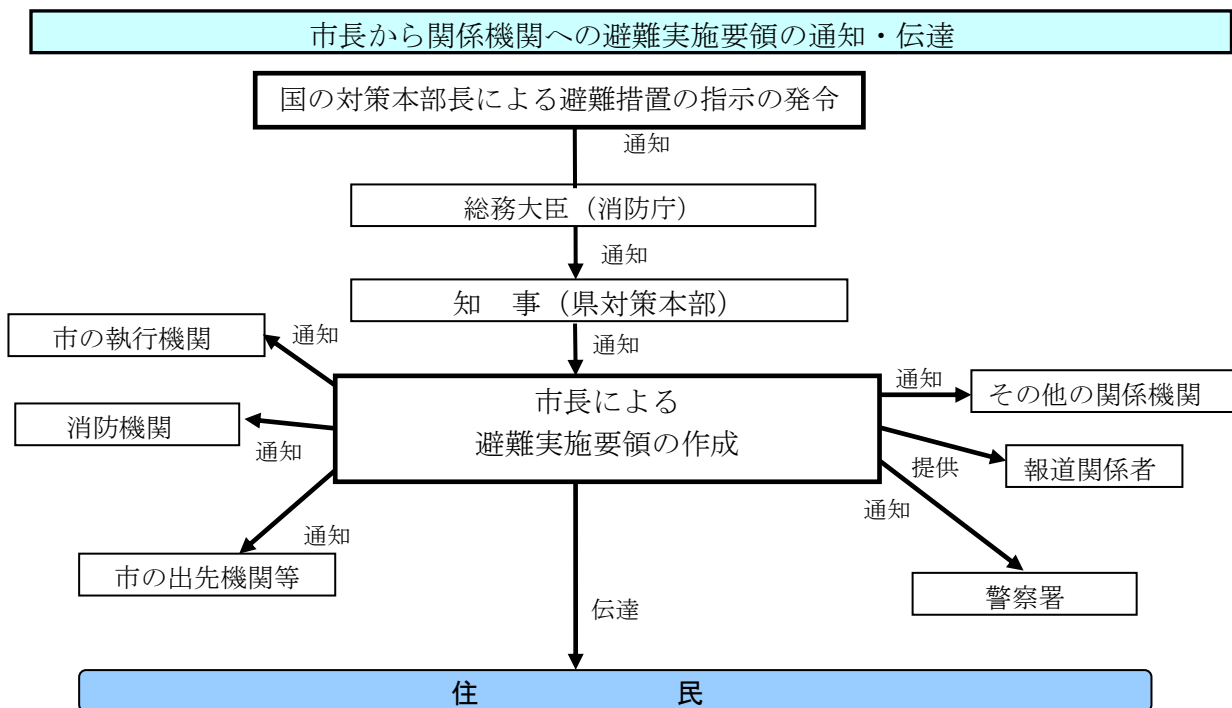 市長から関係機関への避難実施要領の通知・伝達
国の対策本部長による避難措置の指示の発令
通知
総務大臣(消防庁)
通知
知 事(県対策本部)
通知
市の執行機関
通知
消防機関
通知
市の出先機関等
通知
市長による
避難実施要領の作成
通知
その他の関係機関
提供
報道関係者
通知
警察署
伝達
住 民